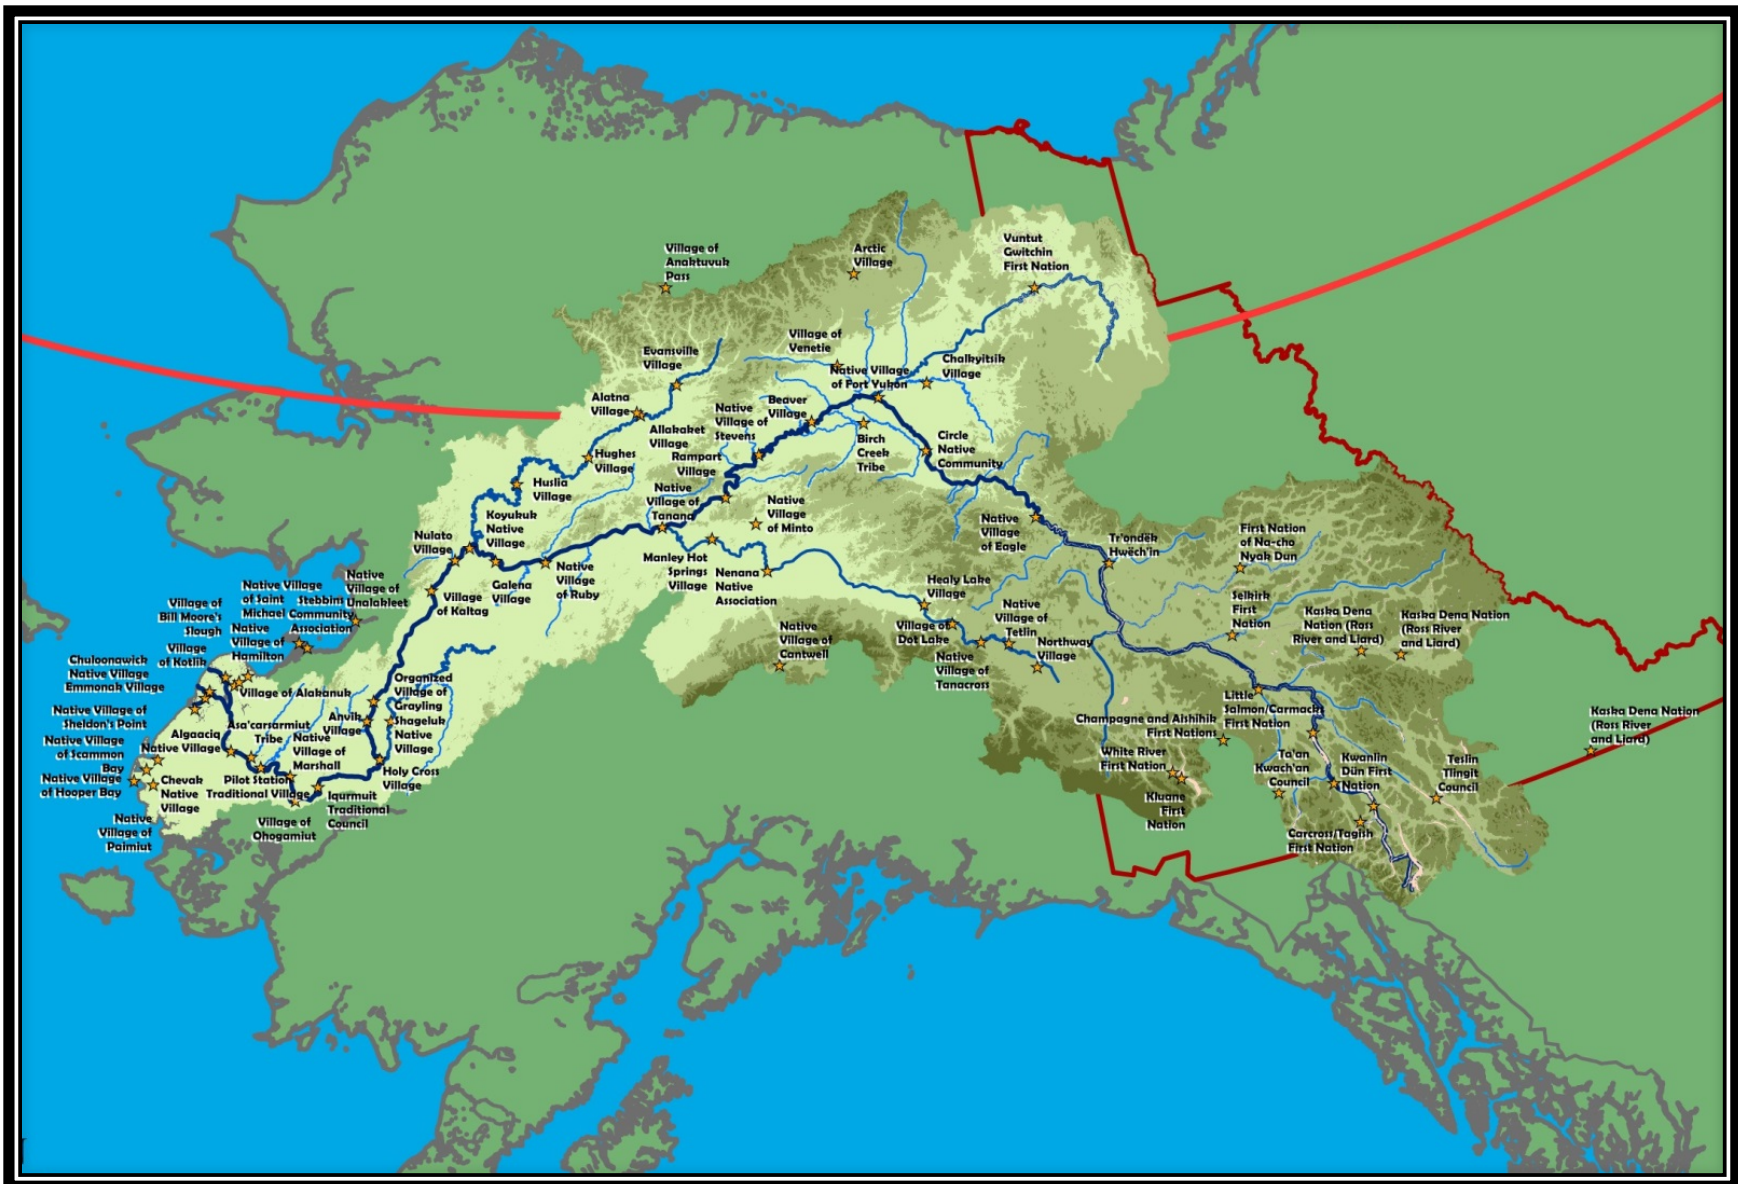 Village of
Anaktuvuk
Pass
Arctic
Village
Vuntut
Gwitchin
First Nation
Village of
Venetie
Evansville
Village
Native Village
of Fort Yukon
Chalkyitsik
Village
Alatna
Village
Allakaket
Village
Native
Village of
Stevens
Beaver
Village
Birch
Creek
Tribe
Circle
Native
Community
Rampart
Village
Hughes
Village
Huslia
Village
Native
Village of
Tanana
Native
Village
of Minto
Koyukuk
Native
Village
Nulato
Village
Native
Village
of Eagle
Tr'ondëk
Hwëch'in
First Nation
of Na-cho
Nyak Dun
Manley Hot
Springs
Village
Nenana
Native
Association
Galena
Village
Native
Village
of Ruby
Village
of Kaltag
Healy Lake
Village
Native
Village of
Tetlin
Selkirk
First
Nation
Kaska Dena
Nation (Ross
River and Liard)
Kaska Dena Nation
(Ross River
and Liard)
Native
Village of
Unalakleet
Native Village
of Saint
Michael
Stebbins
Community
Association
Village of
Bill Moore's
Slough
Native
Village of
Hamilton
Village
of Kotlik
Native
Village of
Cantwell
Village of
Dot Lake
Northway
Village
Native
Village of
Tanacross
Chuloonawick
Native Village
Emmonak Village
Village of Alakanuk
Organized
Village of
Grayling
Native Village of
Sheldon's Point
Algaaciq
Native Village
Asa'carsarmiut
Tribe
Anvik
Village
Shageluk
Native
Village
Native
Village of
Marshall
Native Village
of Scammon
Bay
Native Village
of Hooper Bay
Chevak
Native
Village
Pilot Station
Traditional Village
Holy Cross
Village
Iqurmuit
Traditional
Council
Native
Village of
Paimiut
Village of
Ohogamiut
Little
Salmon/Carmacks
First Nation
Champagne and Aishihik
First Nations
White River
First Nation
Kluane
First
Nation
Ta'an
Kwach'an
Council
Kwanlin
Dün First
Nation
Teslin
Tlingit
Council
Carcross/Tagish
First Nation
Kaska Dena Nation
(Ross River
and Liard)